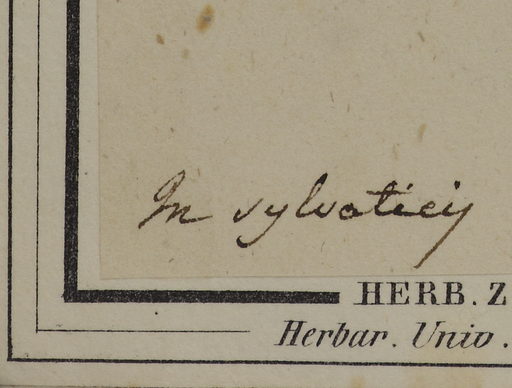 In sylvaticis
HERB. Z
Herbar. Univ.